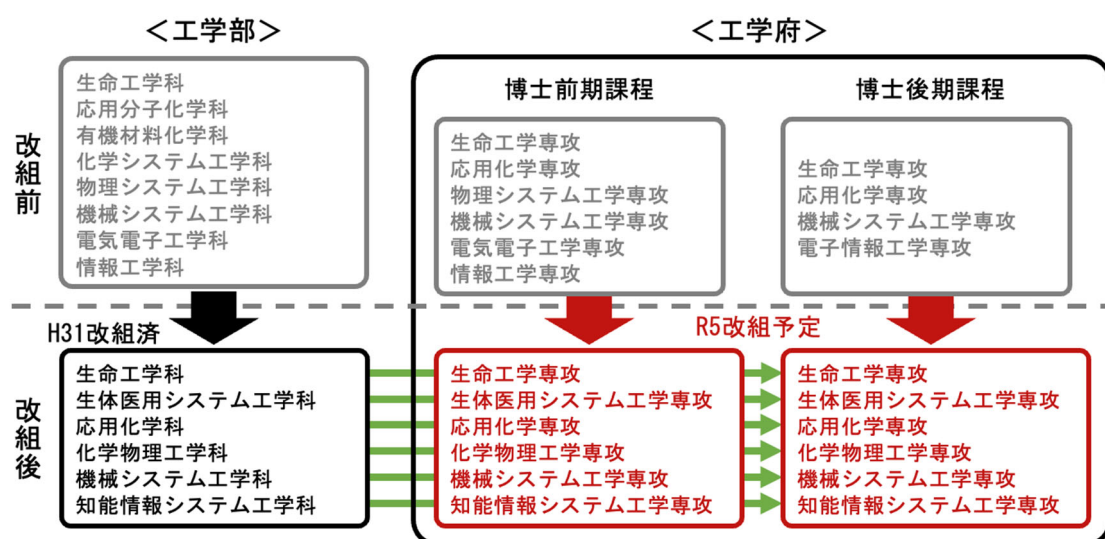 ＜工学部＞
＜工学府＞
博士前期課程
博士後期課程
改組前
生命工学科
応用分子化学科
有機材料化学科
化学システム工学科
物理システム工学科
機械システム工学科
電気電子工学科
情報工学科
生命工学専攻
応用化学専攻
物理システム工学専攻
機械システム工学専攻
電気電子工学専攻
情報工学専攻
生命工学専攻
応用化学専攻
機械システム工学専攻
電子情報工学専攻
H31改組済
R5改組予定
改組後
生命工学科
生体医用システム工学科
応用化学科
化学物理工学科
機械システム工学科
知能情報システム工学科
生命工学専攻
生体医用システム工学専攻
応用化学専攻
化学物理工学専攻
機械システム工学専攻
知能情報システム工学専攻
生命工学専攻
生体医用システム工学専攻
応用化学専攻
化学物理工学専攻
機械システム工学専攻
知能情報システム工学専攻